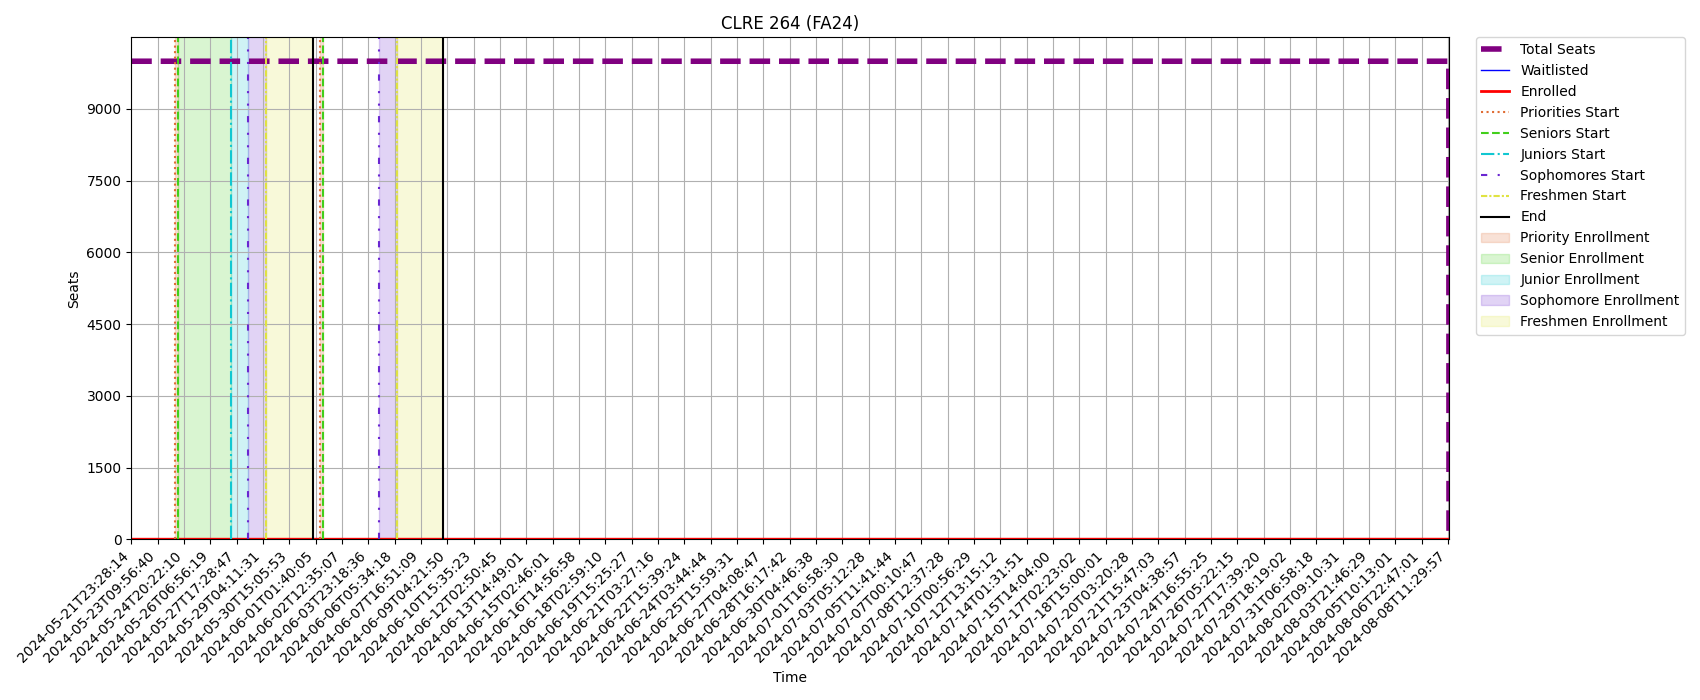 CLRE 264 (FA24)
Total Seats
Waitlisted
Enrolled
Priorities Start
Seniors Start
Juniors Start
Sophomores Start
Freshmen Start
End
Priority Enrollment
Senior Enrollment
Junior Enrollment
Sophomore Enrollment
Freshmen Enrollment
Seats
9000
7500
6000
4500
3000
1500
0
2024-05-21T23:28:14
2024-05-23T09:56:40
2024-05-24T20:22:10
2024-05-26T06:56:19
2024-05-27T17:28:47
2024-05-29T04:11:31
2024-05-30T15:05:53
2024-06-01T01:40:05
2024-06-02T12:35:07
2024-06-03T23:18:36
2024-06-06T05:34:18
2024-06-07T16:51:09
2024-06-09T04:21:50
2024-06-10T15:35:23
2024-06-12T02:50:45
2024-06-13T14:49:01
2024-06-15T02:46:01
2024-06-16T14:56:58
2024-06-18T02:59:10
2024-06-19T15:25:27
2024-06-21T03:27:16
2024-06-22T15:39:24
2024-06-24T03:44:44
2024-06-25T15:59:31
2024-06-27T04:08:47
2024-06-28T16:17:42
2024-06-30T04:46:38
2024-07-01T16:58:30
2024-07-03T05:12:28
2024-07-05T11:41:44
2024-07-07T00:10:47
2024-07-08T12:37:28
2024-07-10T00:56:29
2024-07-12T13:15:12
2024-07-14T01:31:51
2024-07-15T14:04:00
2024-07-17T02:23:02
2024-07-18T15:00:01
2024-07-20T03:20:28
2024-07-21T15:47:03
2024-07-23T04:38:57
2024-07-24T16:55:25
2024-07-26T05:22:15
2024-07-27T17:39:20
2024-07-29T18:19:02
2024-07-31T06:58:18
2024-08-02T09:10:31
2024-08-03T21:46:29
2024-08-05T10:13:01
2024-08-06T22:47:01
2024-08-08T11:29:57
Time